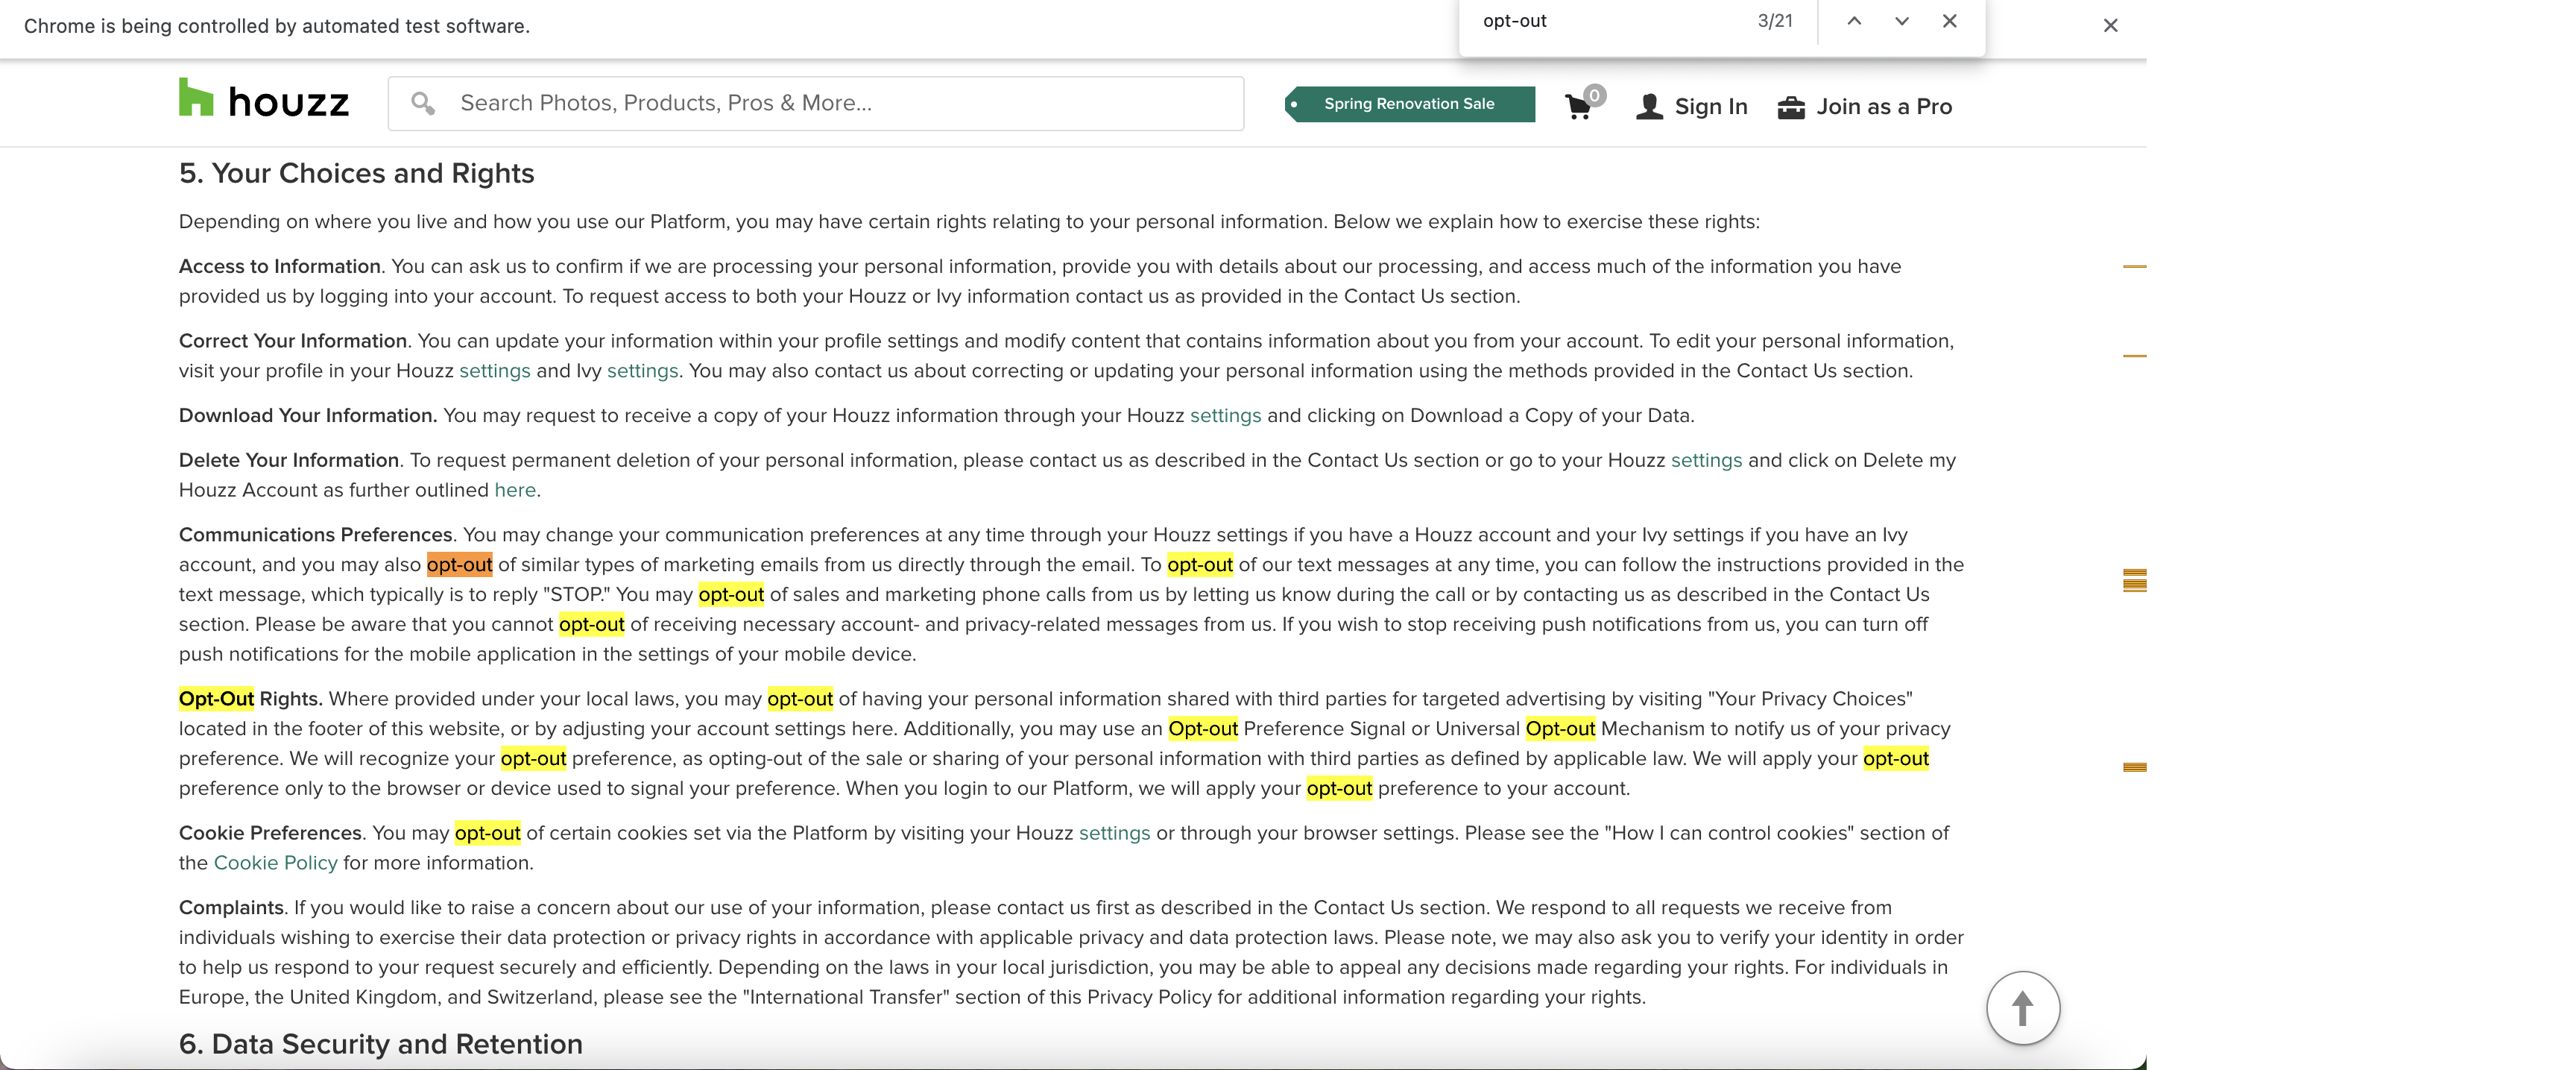 Chrome is being controlled by automated test software.
opt-out 3/21
houzz
Search Photos, Products, Pros & More...
Spring Renovation Sale
0
Sign In
Join as a Pro
5. Your Choices and Rights
Depending on where you live and how you use our Platform, you may have certain rights relating to your personal information. Below we explain how to exercise these rights:
Access to Information. You can ask us to confirm if we are processing your personal information, provide you with details about our processing, and access much of the information you have
provided us by logging into your account. To request access to both your Houzz or Ivy information contact us as provided in the Contact Us section.
Correct Your Information. You can update your information within your profile settings and modify content that contains information about you from your account. To edit your personal information,
visit your profile in your Houzz settings and Ivy settings. You may also contact us about correcting or updating your personal information using the methods provided in the Contact Us section.
Download Your Information. You may request to receive a copy of your Houzz information through your Houzz settings and clicking on Download a Copy of your Data.
Delete Your Information. To request permanent deletion of your personal information, please contact us as described in the Contact Us section or go to your Houzz settings and click on Delete my
Houzz Account as further outlined here.
Communications Preferences. You may change your communication preferences at any time through your Houzz settings if you have a Houzz account and your Ivy settings if you have an Ivy
account, and you may also opt-out of similar types of marketing emails from us directly through the email. To opt-out of our text messages at any time, you can follow the instructions provided in the
text message, which typically is to reply "STOP." You may opt-out of sales and marketing phone calls from us by letting us know during the call or by contacting us as described in the Contact Us
section. Please be aware that you cannot opt-out of receiving necessary account- and privacy-related messages from us. If you wish to stop receiving push notifications from us, you can turn off
push notifications for the mobile application in the settings of your mobile device.
Opt-Out Rights. Where provided under your local laws, you may opt-out of having your personal information shared with third parties for targeted advertising by visiting "Your Privacy Choices"
located in the footer of this website, or by adjusting your account settings here. Additionally, you may use an Opt-out Preference Signal or Universal Opt-out Mechanism to notify us of your privacy
preference. We will recognize your opt-out preference, as opting-out of the sale or sharing of your personal information with third parties as defined by applicable law. We will apply your opt-out
preference only to the browser or device used to signal your preference. When you login to our Platform, we will apply your opt-out preference to your account.
Cookie Preferences. You may opt-out of certain cookies set via the Platform by visiting your Houzz settings or through your browser settings. Please see the "How I can control cookies" section of
the Cookie Policy for more information.
Complaints. If you would like to raise a concern about our use of your information, please contact us first as described in the Contact Us section. We respond to all requests we receive from
individuals wishing to exercise their data protection or privacy rights in accordance with applicable privacy and data protection laws. Please note, we may also ask you to verify your identity in order
to help us respond to your request securely and efficiently. Depending on the laws in your local jurisdiction, you may be able to appeal any decisions made regarding your rights. For individuals in
Europe, the United Kingdom, and Switzerland, please see the "International Transfer" section of this Privacy Policy for additional information regarding your rights.
6. Data Security and Retention